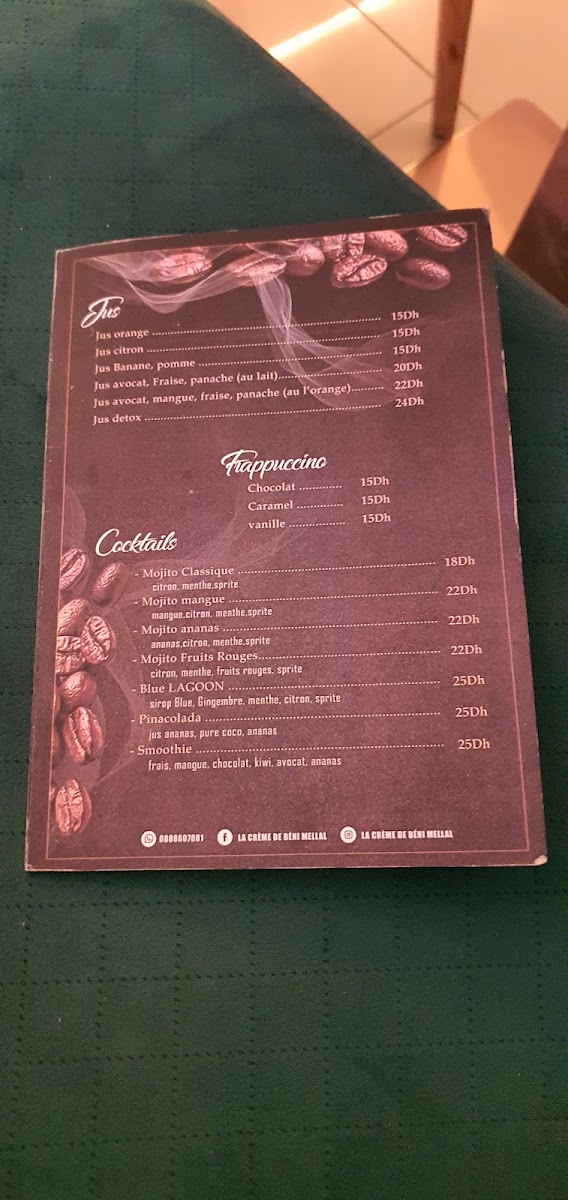 Jus
Jus orange ........ 15Dh
Jus citron ........ 15Dh
Jus Banane, pomme ........ 15Dh
Jus avocat, Fraise, panache (au lait)........ 20Dh
Jus avocat, mangue, fraise, panache (au l'orange)........ 22Dh
Jus detox ........ 24Dh
Frappuccino
Chocolat ........ 15Dh
Caramel ........ 15Dh
vanille ........ 15Dh
Cocktails
- Mojito Classique ........ 18Dh
citron, menthe,sprite
- Mojito mangue ........ 22Dh
mangue,citron, menthe,sprite
- Mojito ananas ........ 22Dh
ananas,citron, menthe,sprite
- Mojito Fruits Rouges........ 22Dh
citron, menthe, fruits rouges, sprite
- Blue LAGOON ........ 25Dh
sirop Blue, Gingembre, menthe, citron, sprite
- Pinacolada ........ 25Dh
jus ananas, pure coco, ananas
- Smoothie ........ 25Dh
frais, mangue, chocolat, kiwi, avocat, ananas
0808607081 LA CRÈME DE BÉNI MELLAL LA CRÈME DE BÉNI MELLAL